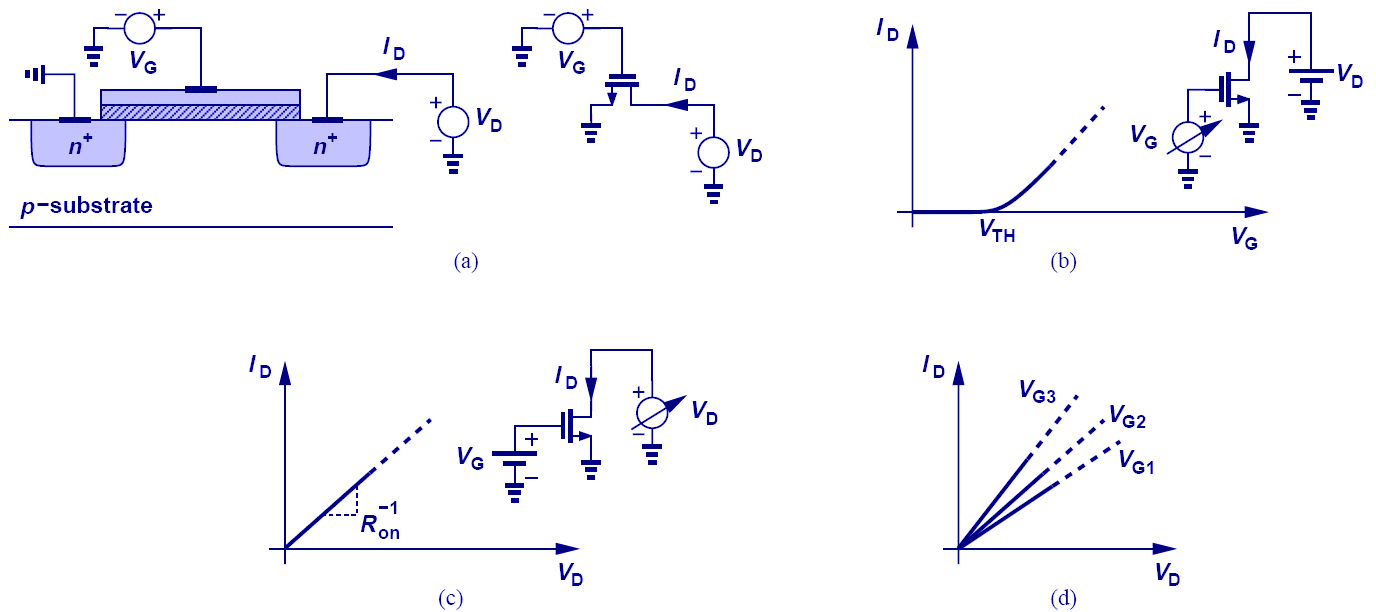 − +
V_G
I_D
+
−
V_D
n⁺
n⁺
p−substrate
− +
V_G
I_D
+
−
V_D
(a)
I_D
V_TH
V_G
I_D
V_G
+
−
+
−
V_D
(b)
I_D
R_on⁻¹
V_D
I_D
V_G
+
−
+
−
V_D
(c)
I_D
V_G3
V_G2
V_G1
V_D
(d)